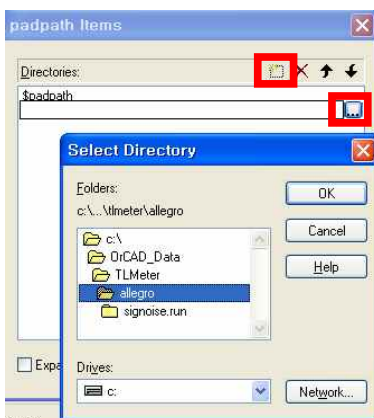 padpath Items
Directories:
$padpath
...
Select Directory
Folders:
c:\...\tlmeter\allegro
c:\
OrCAD_Data
TLMeter
allegro
signoise.run
OK
Cancel
Help
Drives:
c:
Network...